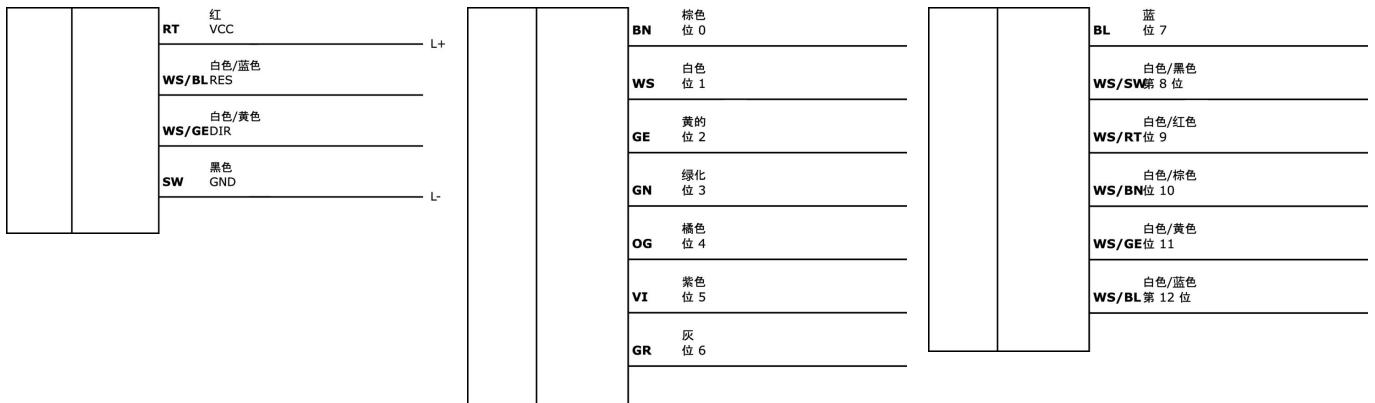 红
RT VCC
L+
白色/蓝色
WS/BL RES
白色/黄色
WS/GE DIR
黑色
SW GND
L-
棕色
BN 位 0
白色
WS 位 1
黄的
GE 位 2
绿化
GN 位 3
橘色
OG 位 4
紫色
VI 位 5
灰
GR 位 6
蓝
BL 位 7
白色/黑色
WS/SW 第 8 位
白色/红色
WS/RT 位 9
白色/棕色
WS/BN 位 10
白色/黄色
WS/GE 位 11
白色/蓝色
WS/BL 第 12 位